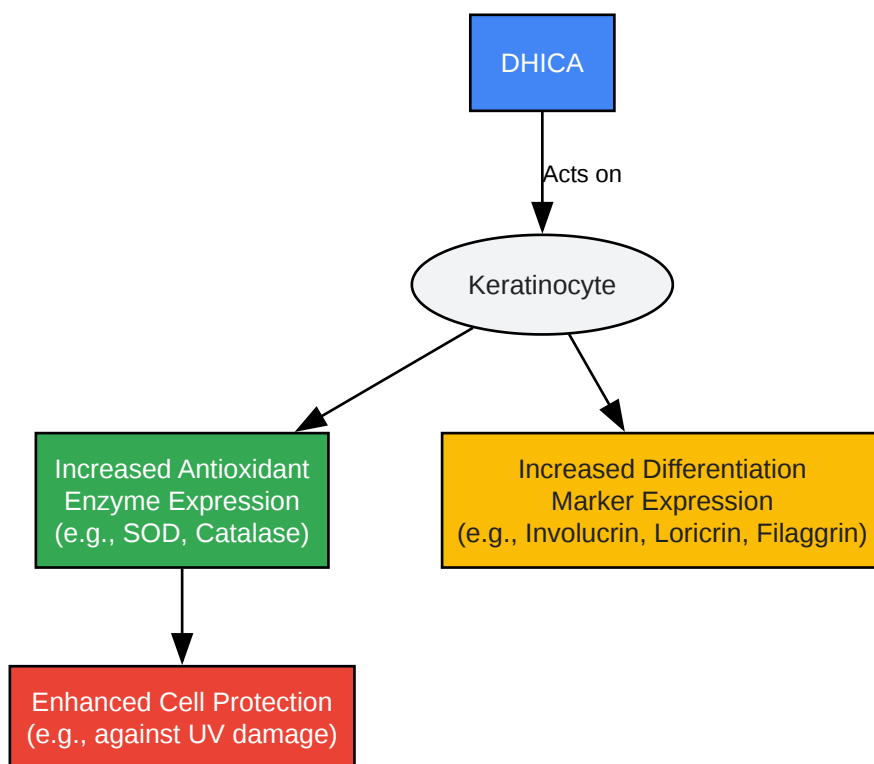 DHICA
Acts on
Keratinocyte
Increased Antioxidant
Enzyme Expression
(e.g., SOD, Catalase)
Increased Differentiation
Marker Expression
(e.g., Involucrin, Loricrin, Filaggrin)
Enhanced Cell Protection
(e.g., against UV damage)